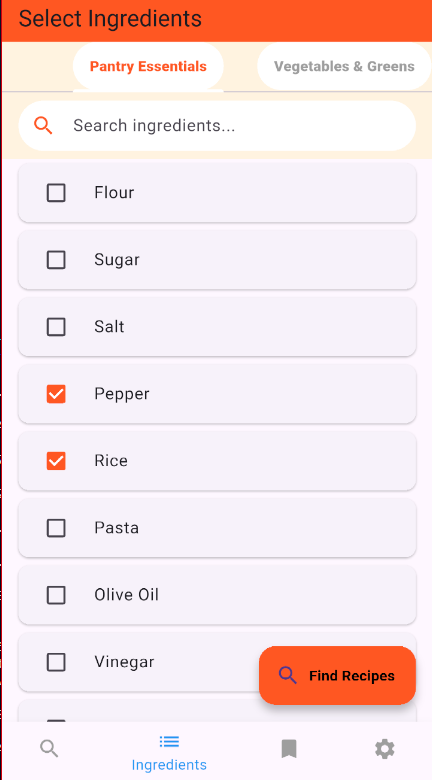 Select Ingredients
Pantry Essentials
Vegetables & Greens
Search ingredients...
Flour
Sugar
Salt
Pepper
Rice
Pasta
Olive Oil
Vinegar
Find Recipes
Ingredients